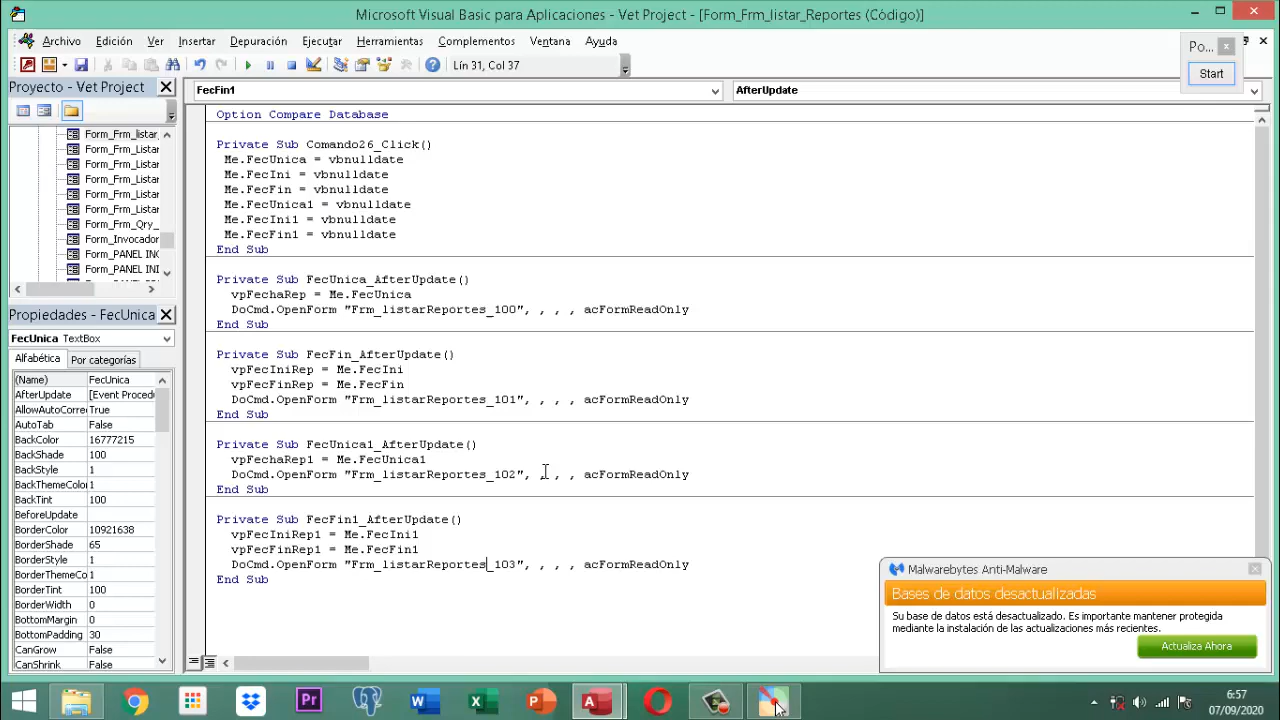 Microsoft Visual Basic para Aplicaciones - Vet Project - [Form_Frm_listar_Reportes (Código)]
Archivo Edición Ver Insertar Formato Depuración Ejecutar Herramientas Complementos Ventana Ayuda
Po...
Start
Lín 31, Col 37
Proyecto - Vet Project
FecFin1
AfterUpdate
Form_Frm_listar_
Form_Frm_Listar
Form_Frm_Listar
Form_Frm_Listar
Form_Frm_Listar
Form_Frm_Listar
Form_Frm_Qry_
Form_Invocador
Form_PANEL INI
Form_PANEL INI
Option Compare Database
Private Sub Comando26_Click()
Me.FecUnica = vbnulldate
Me.FecIni = vbnulldate
Me.FecFin = vbnulldate
Me.FecUnica1 = vbnulldate
Me.FecIni1 = vbnulldate
Me.FecFin1 = vbnulldate
End Sub
Private Sub FecUnica_AfterUpdate()
vpFechaRep = Me.FecUnica
DoCmd.OpenForm "Frm_listarReportes_100", , , , acFormReadOnly
End Sub
Private Sub FecFin_AfterUpdate()
vpFecIniRep = Me.FecIni
vpFecFinRep = Me.FecFin
DoCmd.OpenForm "Frm_listarReportes_101", , , , acFormReadOnly
End Sub
Private Sub FecUnica1_AfterUpdate()
vpFechaRep1 = Me.FecUnica1
DoCmd.OpenForm "Frm_listarReportes_102", , , , acFormReadOnly
End Sub
Private Sub FecFin1_AfterUpdate()
vpFecIniRep1 = Me.FecIni1
vpFecFinRep1 = Me.FecFin1
DoCmd.OpenForm "Frm_listarReportes_103", , , , acFormReadOnly
End Sub
Propiedades - FecUnica
FecUnica TextBox
Alfabética Por categorías
(Name) FecUnica
AfterUpdate [Event Procedu
AllowAutoCorre True
AutoTab False
BackColor 16777215
BackShade 100
BackStyle 1
BackThemeColor 1
BackTint 100
BeforeUpdate
BorderColor 10921638
BorderShade 65
BorderStyle 1
BorderThemeCo 1
BorderTint 100
BorderWidth 0
BottomMargin 0
BottomPadding 30
CanGrow False
CanShrink False
Malwarebytes Anti-Malware
Bases de datos desactualizadas
Su base de datos está desactualizado. Es importante mantener protegida
mediante la instalación de las actualizaciones más recientes.
Actualiza Ahora
Pr
6:57
07/09/2020